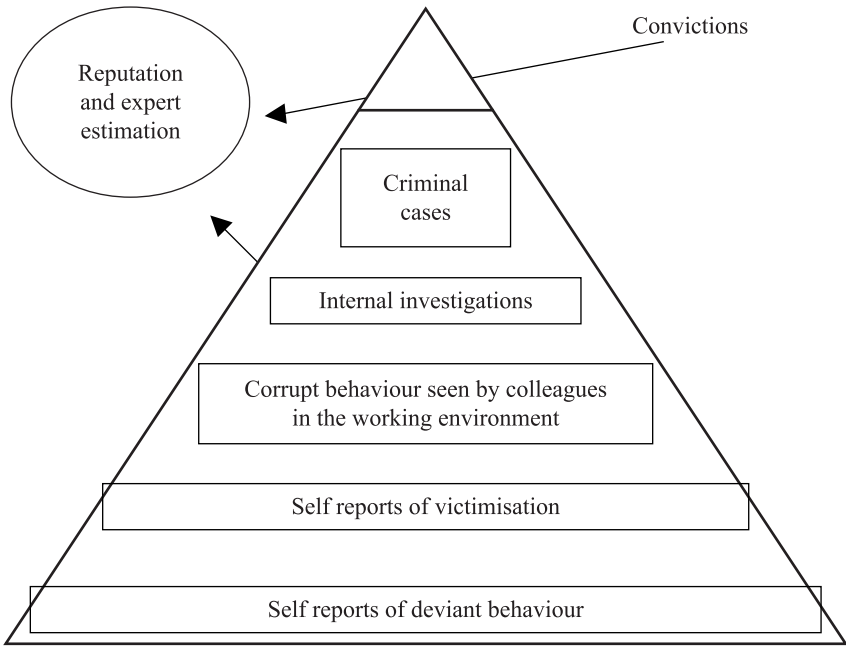 Convictions
Reputation
and expert
estimation
Criminal
cases
Internal investigations
Corrupt behaviour seen by colleagues
in the working environment
Self reports of victimisation
Self reports of deviant behaviour